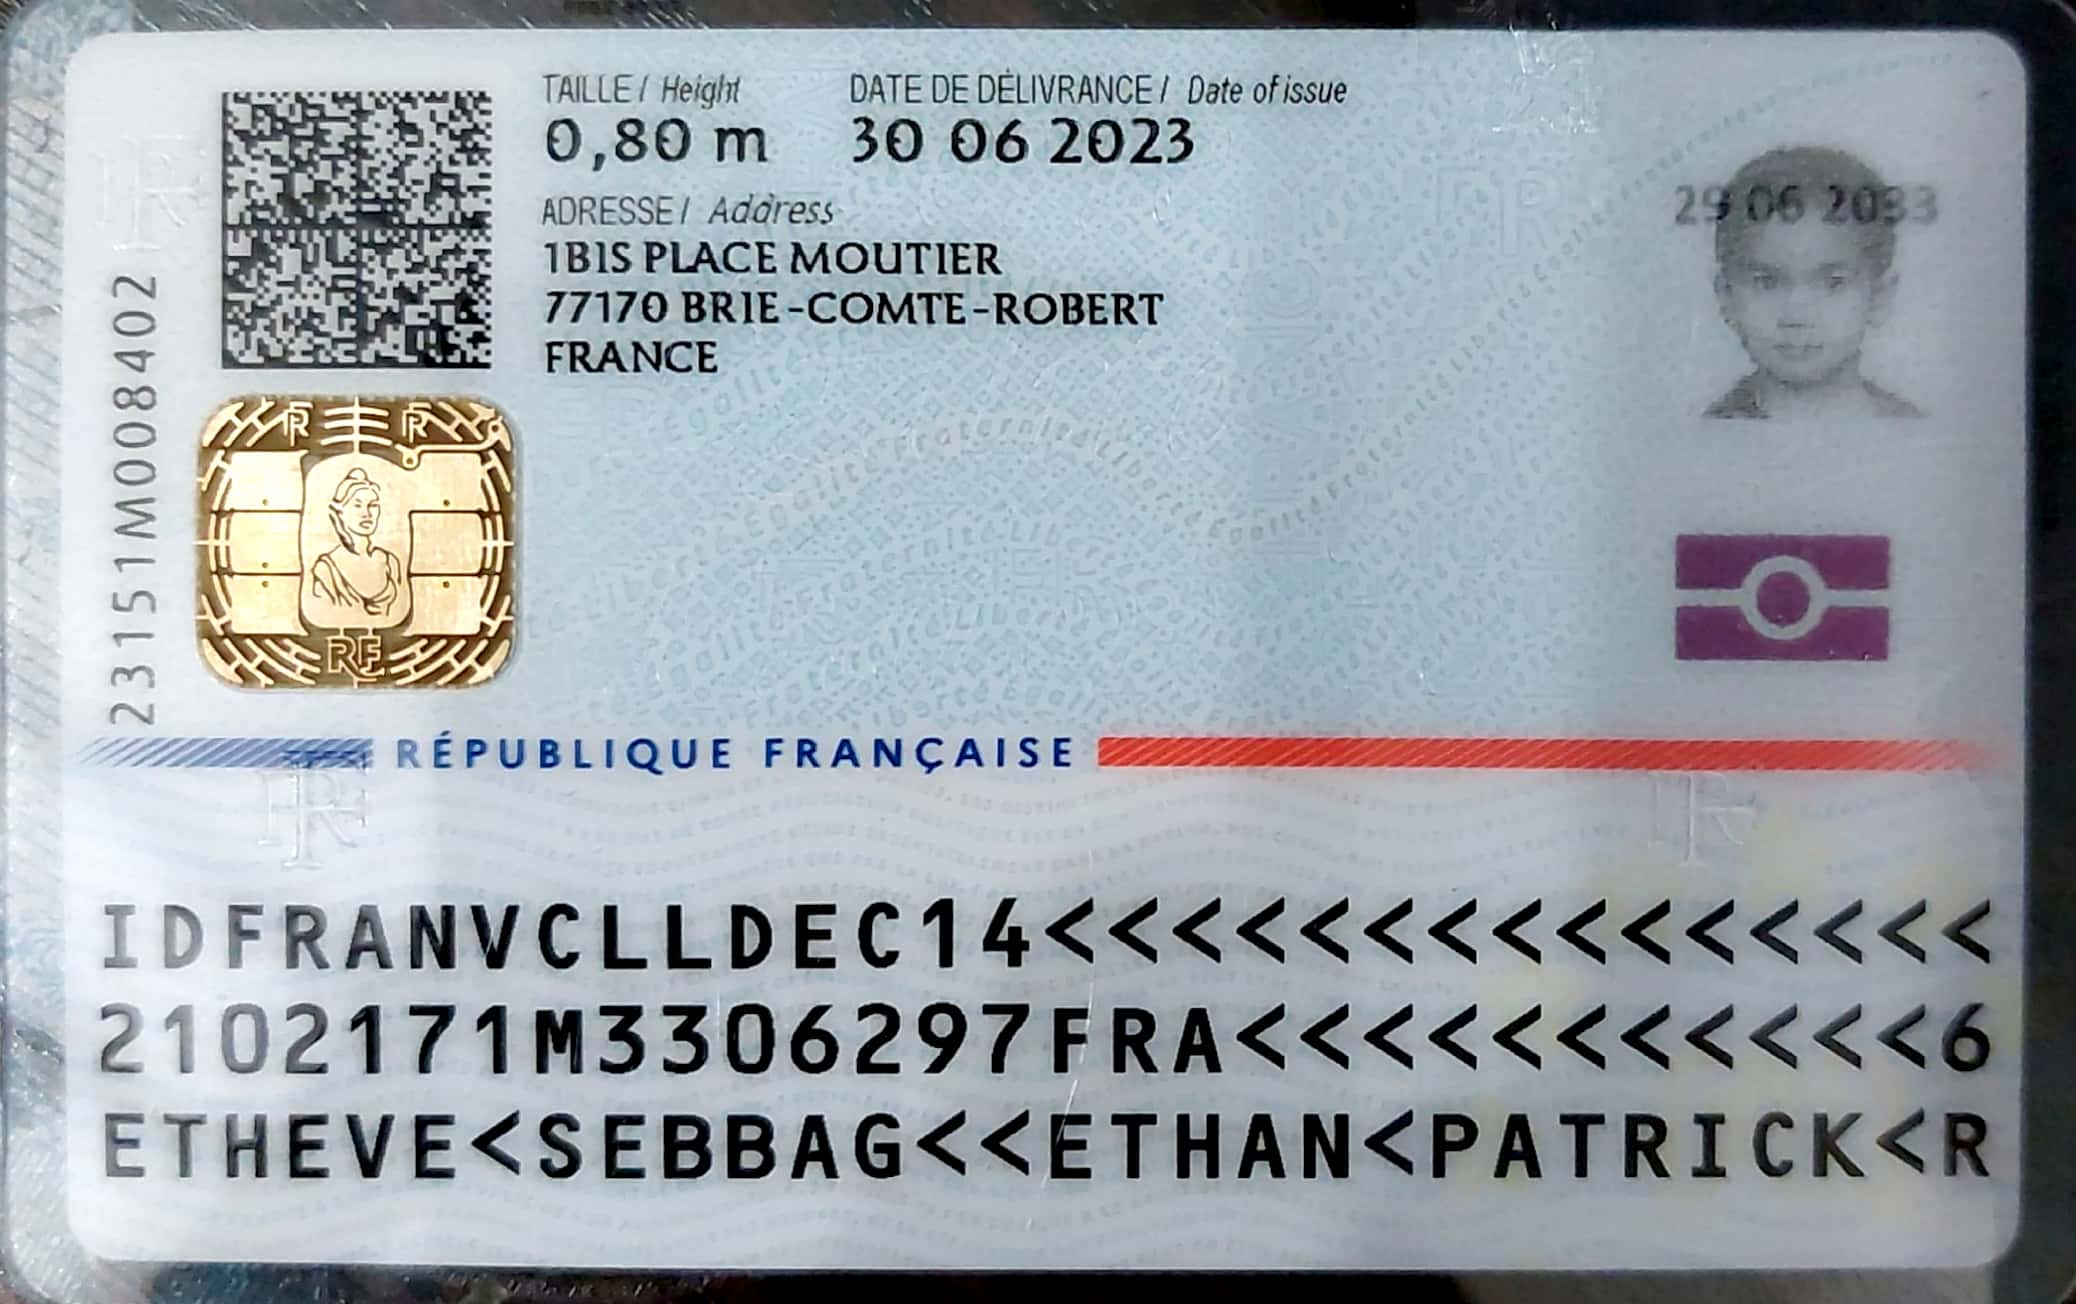 TAILLE / Height DATE DE DÉLIVRANCE / Date of issue
0,80 m 30 06 2023
ADRESSE / Address
1BIS PLACE MOUTIER
77170 BRIE-COMTE-ROBERT
FRANCE
29 06 2033
23151M008402
RF
RÉPUBLIQUE FRANÇAISE
IDFRANVCLLDEC14<<<<<<<<<<<<<<<
2102171M3306297FRA<<<<<<<<<<<6
ETHEVE<SEBBAG<<ETHAN<PATRICK<R